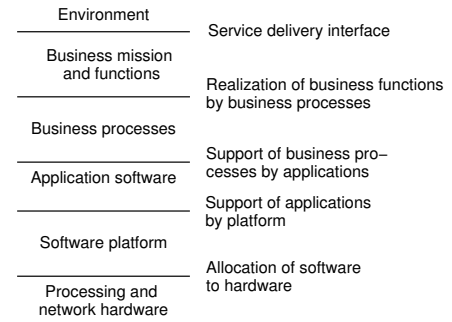 Environment
Service delivery interface
Business mission
and functions
Realization of business functions
by business processes
Business processes
Support of business pro–
cesses by applications
Application software
Support of applications
by platform
Software platform
Allocation of software
to hardware
Processing and
network hardware